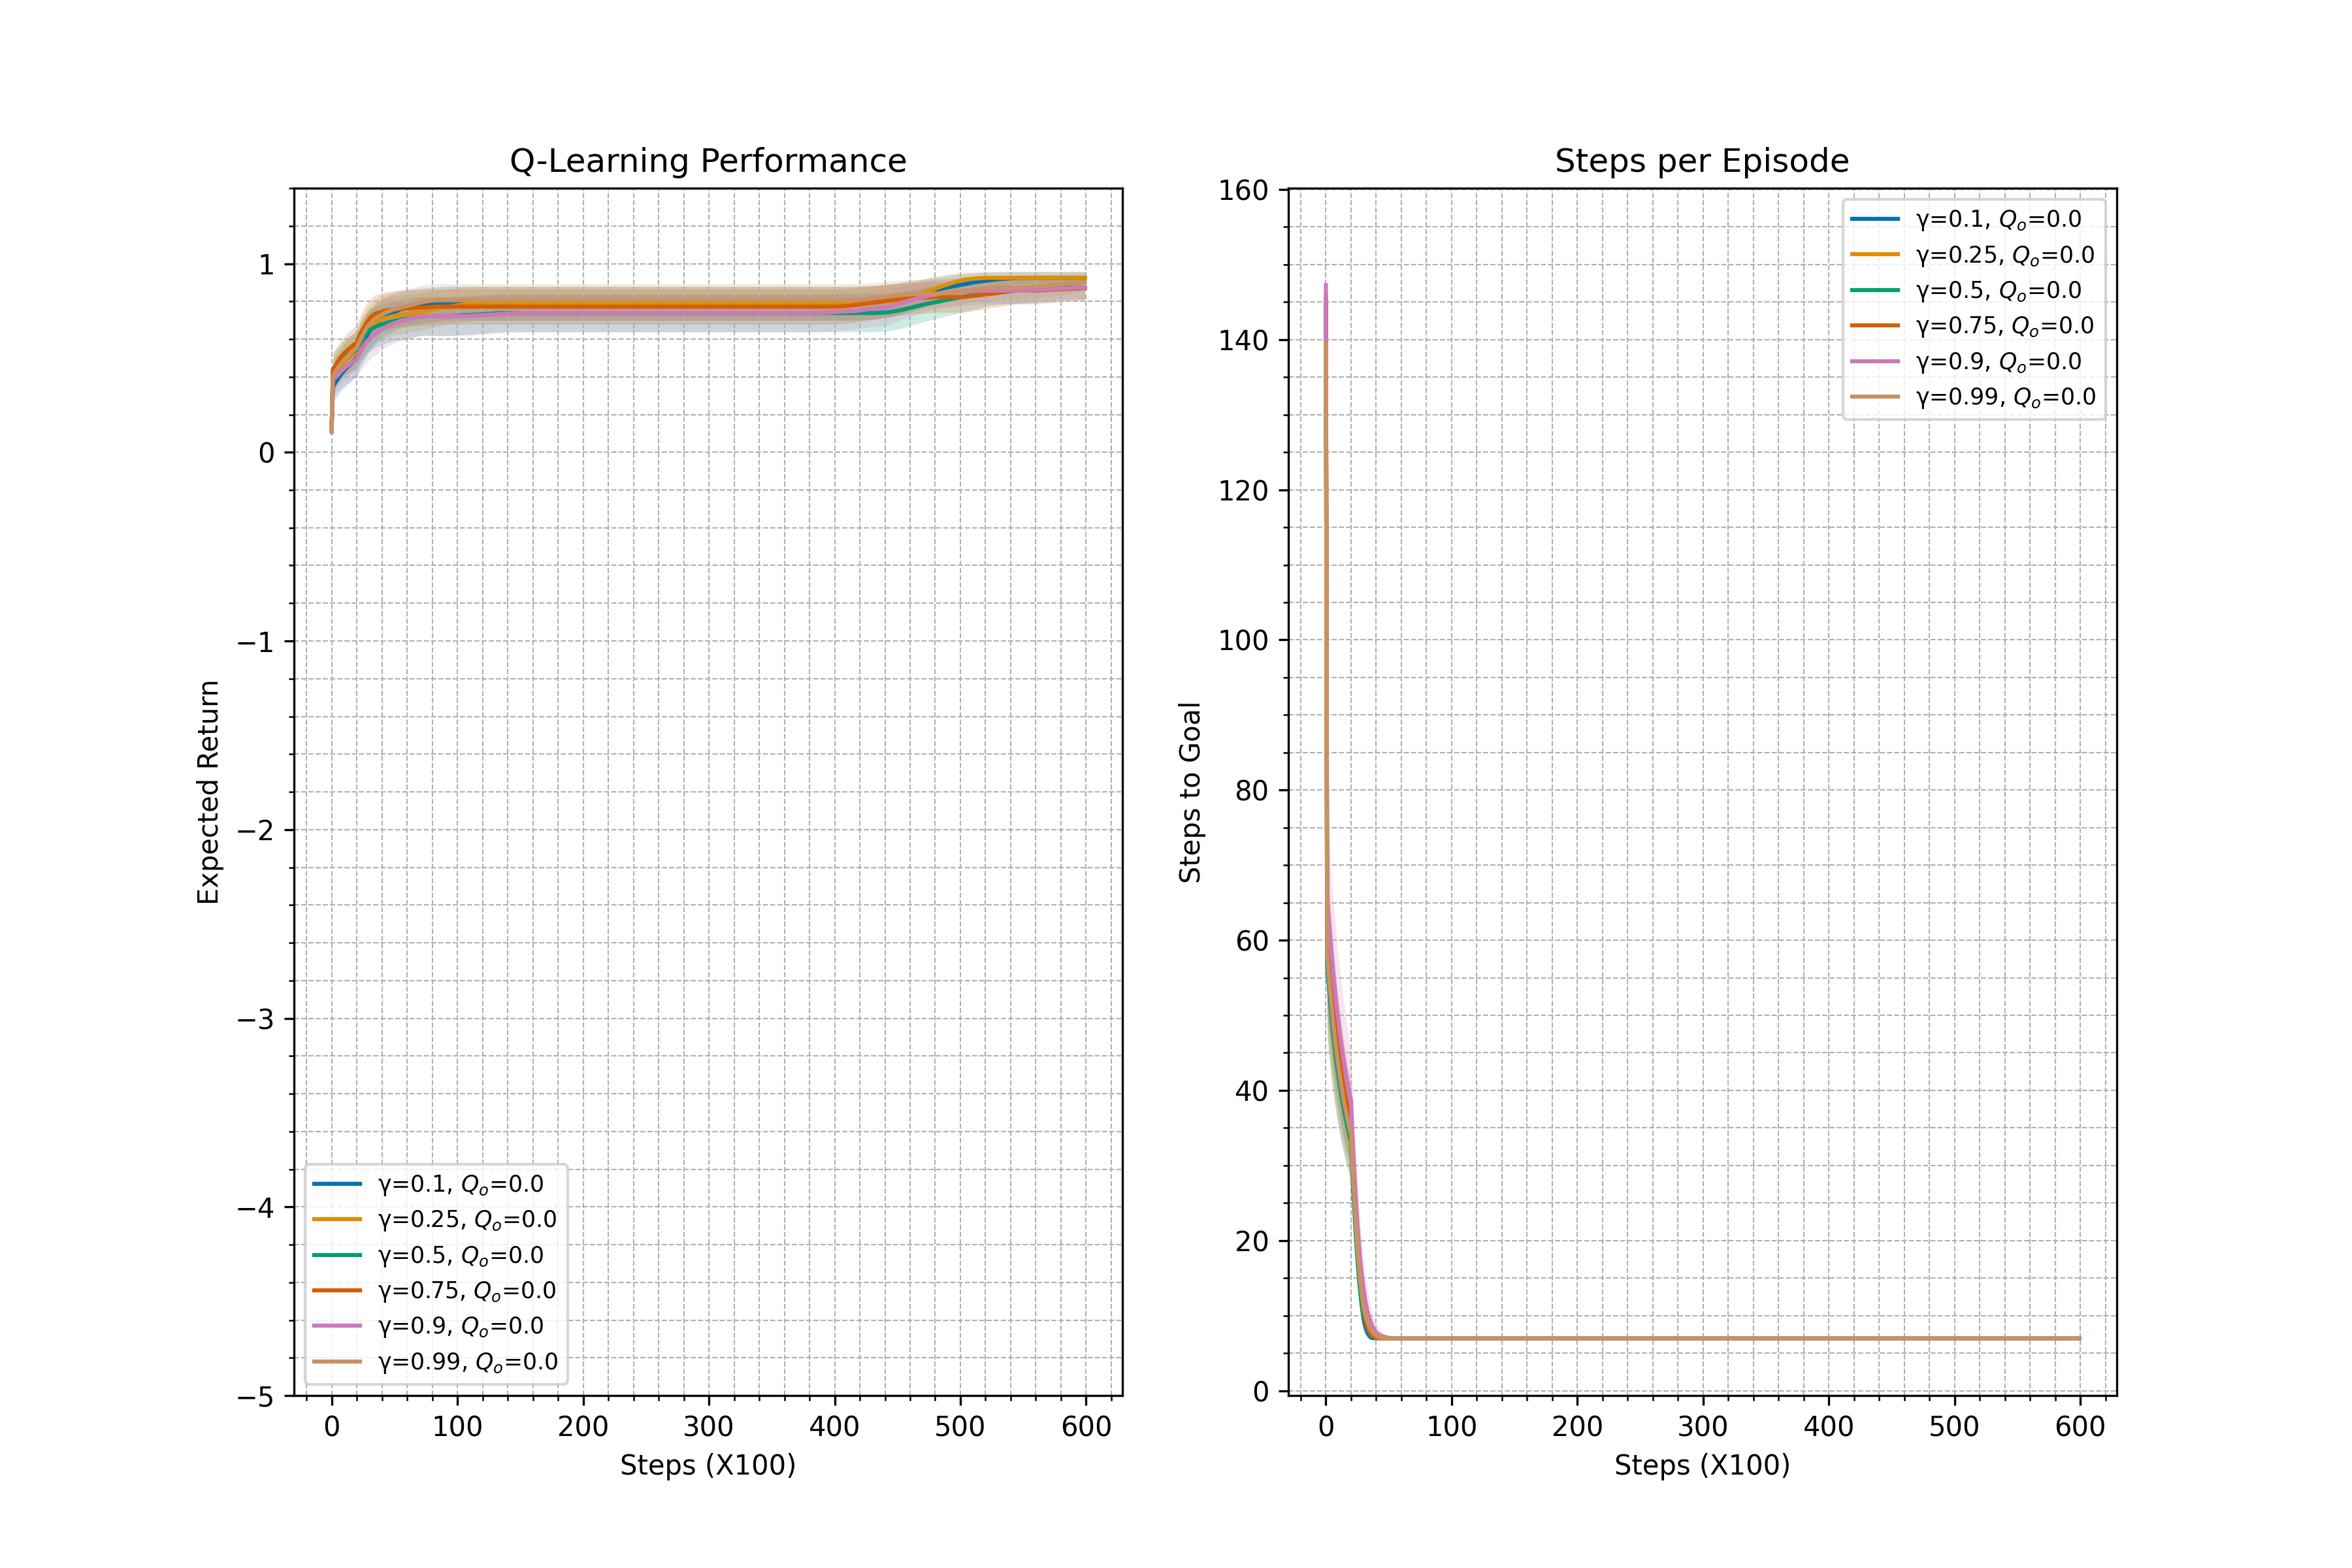 Q-Learning Performance
Expected Return
1
0
−1
−2
−3
−4
−5
0 100 200 300 400 500 600
Steps (X100)
γ=0.1, Qo=0.0
γ=0.25, Qo=0.0
γ=0.5, Qo=0.0
γ=0.75, Qo=0.0
γ=0.9, Qo=0.0
γ=0.99, Qo=0.0
Steps per Episode
Steps to Goal
160
140
120
100
80
60
40
20
0
0 100 200 300 400 500 600
Steps (X100)
γ=0.1, Qo=0.0
γ=0.25, Qo=0.0
γ=0.5, Qo=0.0
γ=0.75, Qo=0.0
γ=0.9, Qo=0.0
γ=0.99, Qo=0.0